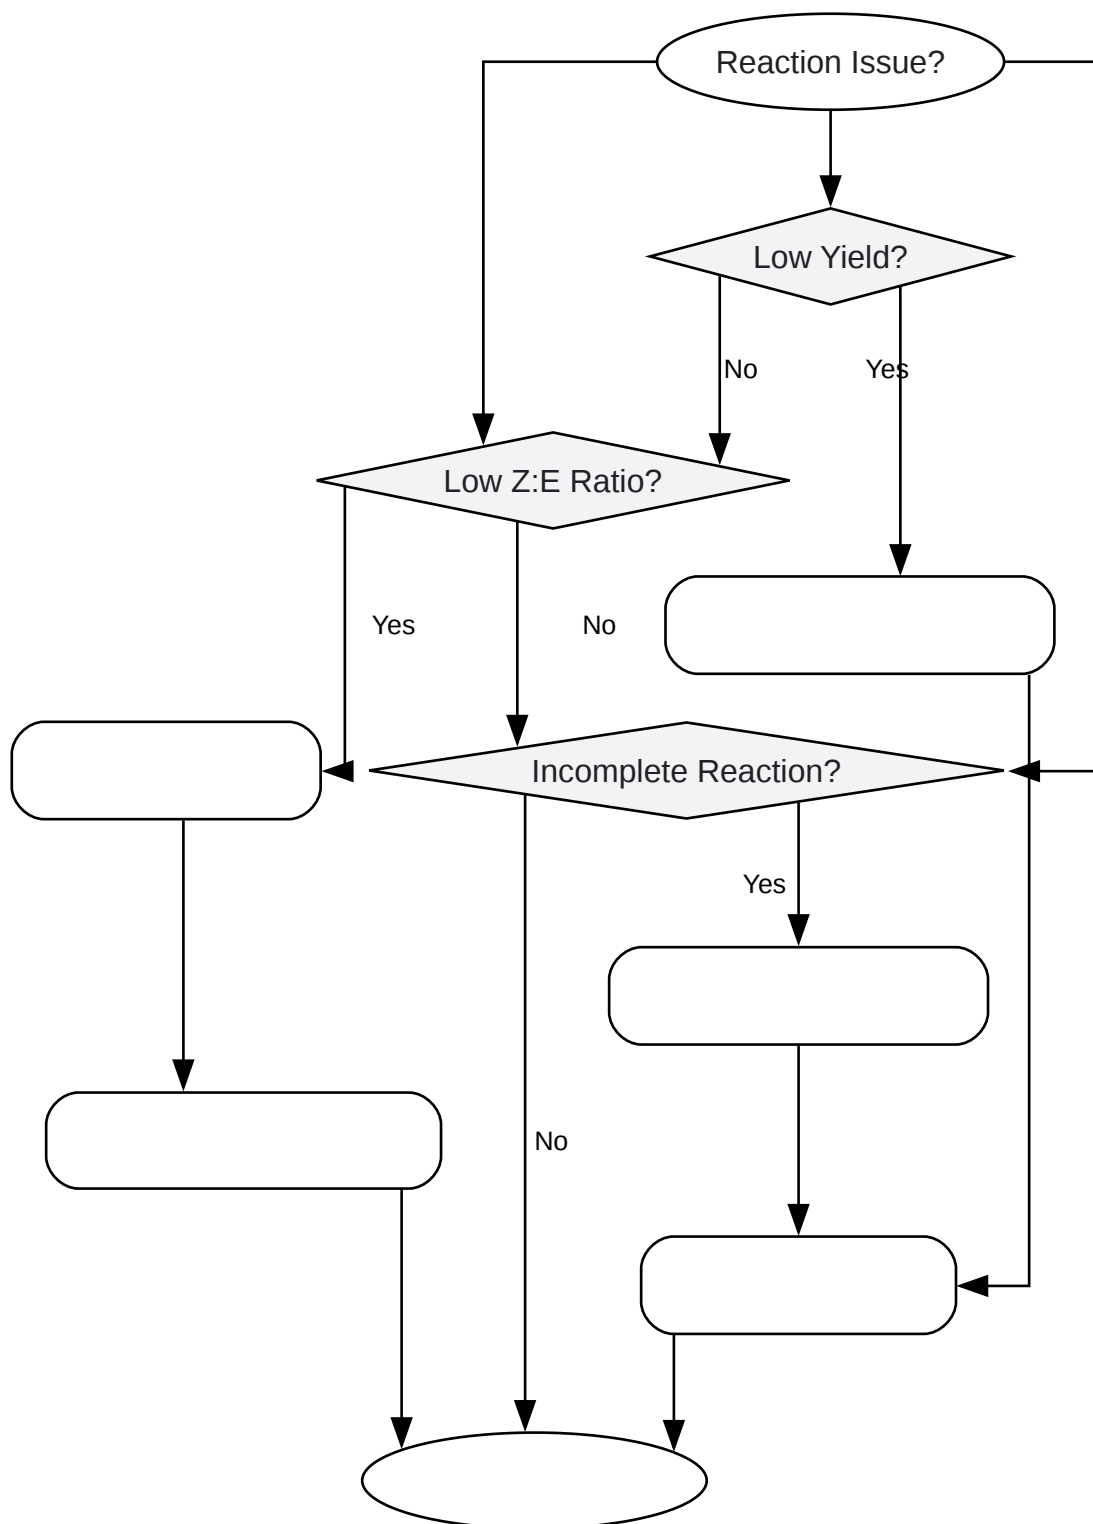 Reaction Issue?
Low Yield?
No
Yes
Low Z:E Ratio?
Yes
No
Incomplete Reaction?
Yes
No